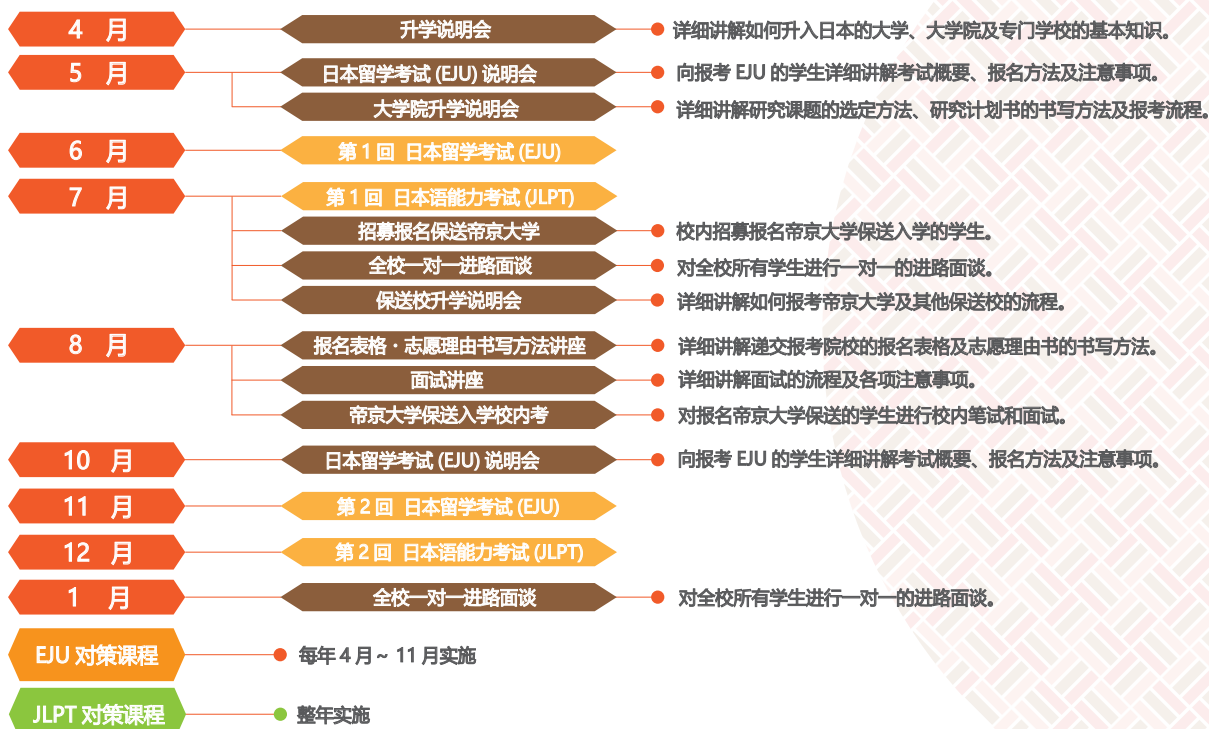 4 月 升学说明会 详细讲解如何升入日本的大学、大学院及专门学校的基本知识。
5 月 日本留学考试 (EJU) 说明会 向报考 EJU 的学生详细讲解考试概要、报名方法及注意事项。
大学院升学说明会 详细讲解研究课题的选定方法、研究计划书的书写方法及报考流程。
6 月 第 1 回 日本留学考试 (EJU)
7 月 第 1 回 日本语能力考试 (JLPT)
招募报名保送帝京大学 校内招募报名帝京大学保送入学的学生。
全校一对一进路面谈 对全校所有学生进行一对一的进路面谈。
保送校升学说明会 详细讲解如何报考帝京大学及其他保送校的流程。
8 月 报名表格・志愿理由书写方法讲座 详细讲解递交报考院校的报名表格及志愿理由书的书写方法。
面试讲座 详细讲解面试的流程及各项注意事项。
帝京大学保送入学校内考 对报名帝京大学保送的学生进行校内笔试和面试。
10 月 日本留学考试 (EJU) 说明会 向报考 EJU 的学生详细讲解考试概要、报名方法及注意事项。
11 月 第 2 回 日本留学考试 (EJU)
12 月 第 2 回 日本语能力考试 (JLPT)
1 月 全校一对一进路面谈 对全校所有学生进行一对一的进路面谈。
EJU 对策课程 每年 4 月 ~ 11 月实施
JLPT 对策课程 整年实施